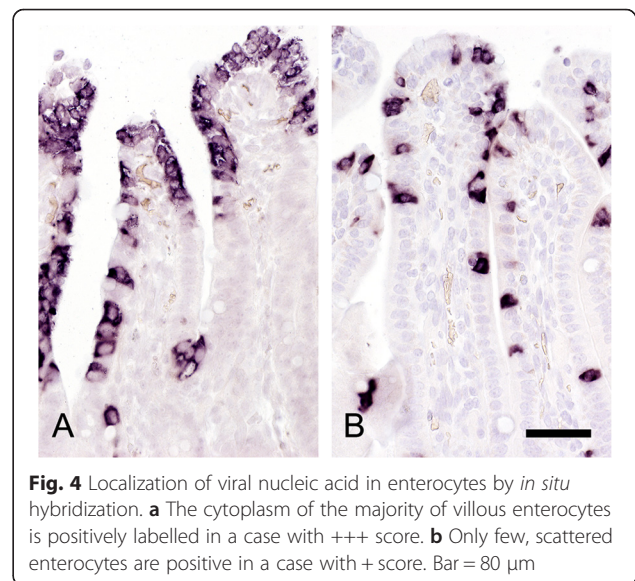 A
B
Fig. 4 Localization of viral nucleic acid in enterocytes by in situ
hybridization. a The cytoplasm of the majority of villous enterocytes
is positively labelled in a case with +++ score. b Only few, scattered
enterocytes are positive in a case with + score. Bar = 80 μm